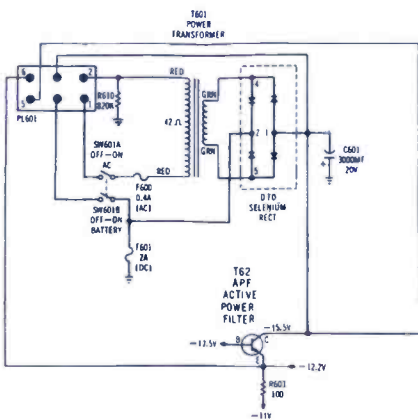 T601
POWER
TRANSFORMER
6
2
5
1
PL601
R610
820K
RED
42 Ω
GRN
GRN
RED
4
2
1
5
C601
3000MF
20V
+
SW601A
OFF-ON
AC
F600
0.4A
(AC)
SW601B
OFF-ON
BATTERY
F601
2A
(DC)
D TO
SELENIUM
RECT
T62
APF
ACTIVE
POWER
FILTER
-15.5V
-12.5V
B
C
E
-12.2V
R601
100
-11V